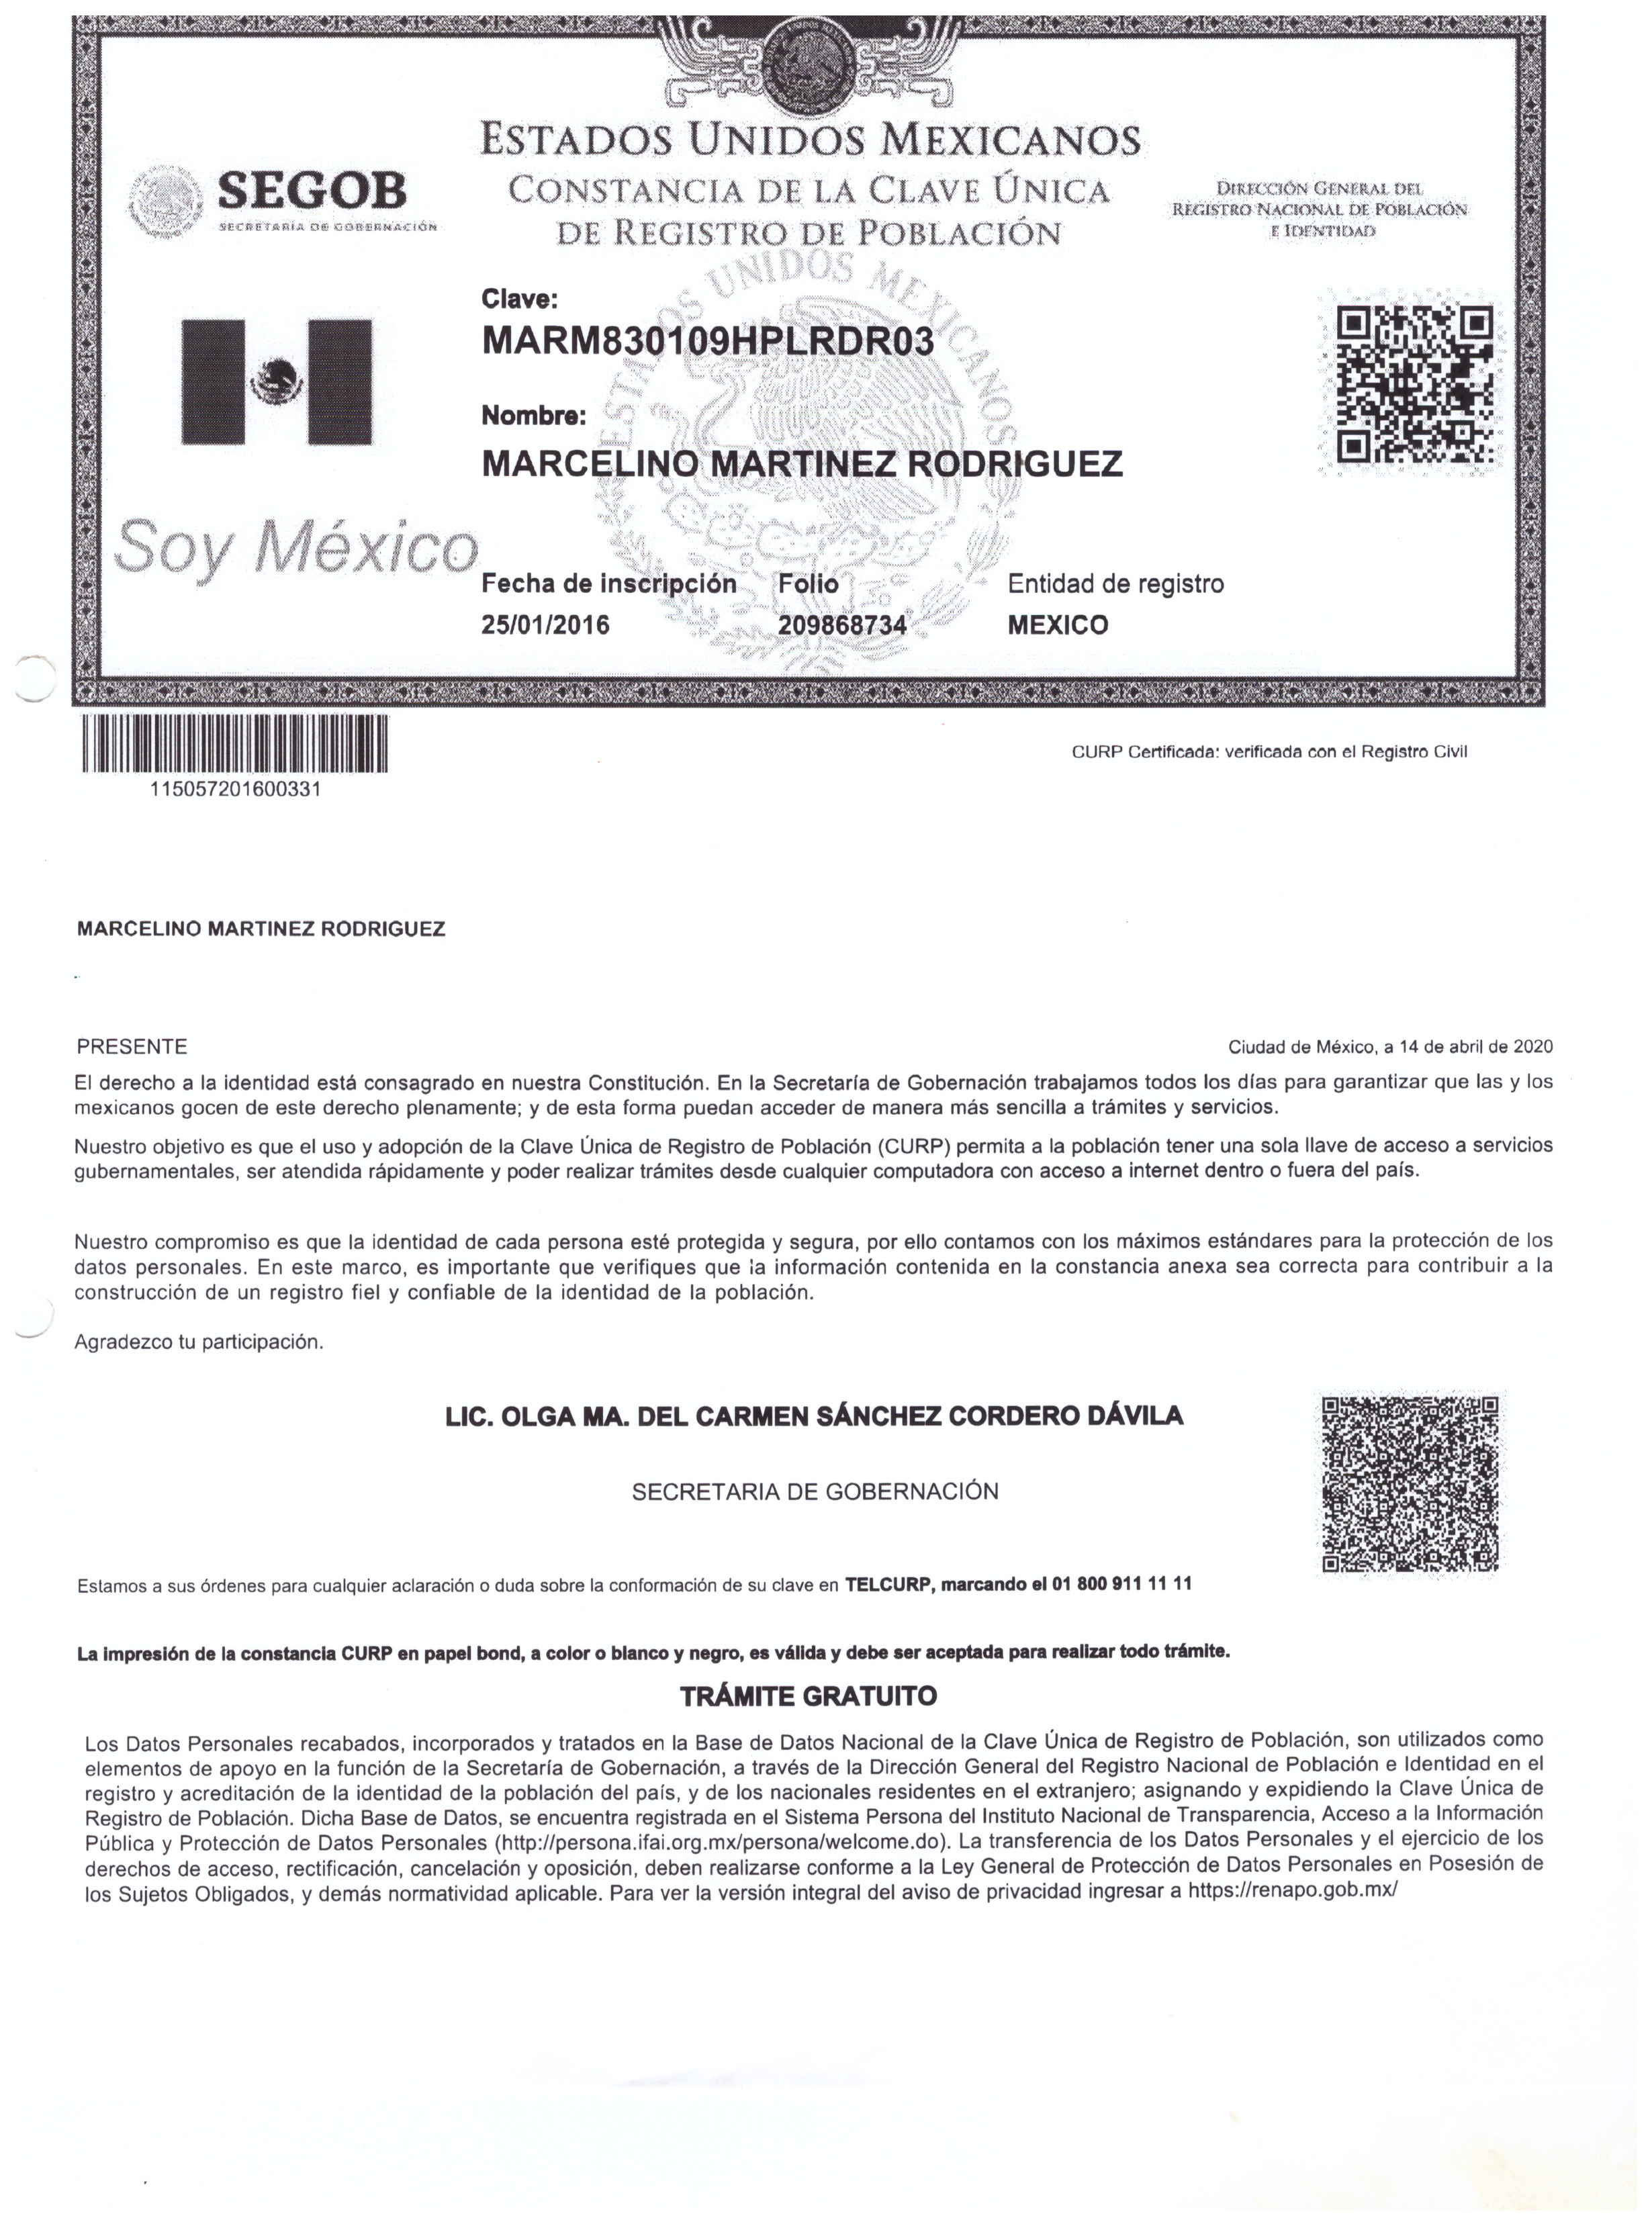 ESTADOS UNIDOS MEXICANOS
CONSTANCIA DE LA CLAVE ÚNICA
DE REGISTRO DE POBLACIÓN
SEGOB
SECRETARÍA DE GOBERNACIÓN
DIRECCIÓN GENERAL DEL
REGISTRO NACIONAL DE POBLACIÓN
E IDENTIDAD
ESTADOS UNIDOS MEXICANOS
Clave:
MARM830109HPLRDR03
Nombre:
MARCELINO MARTINEZ RODRIGUEZ
Soy México
Fecha de inscripción Folio Entidad de registro
25/01/2016 209868734 MEXICO
115057201600331
CURP Certificada: verificada con el Registro Civil
MARCELINO MARTINEZ RODRIGUEZ
PRESENTE
Ciudad de México, a 14 de abril de 2020
El derecho a la identidad está consagrado en nuestra Constitución. En la Secretaría de Gobernación trabajamos todos los días para garantizar que las y los
mexicanos gocen de este derecho plenamente; y de esta forma puedan acceder de manera más sencilla a trámites y servicios.
Nuestro objetivo es que el uso y adopción de la Clave Única de Registro de Población (CURP) permita a la población tener una sola llave de acceso a servicios
gubernamentales, ser atendida rápidamente y poder realizar trámites desde cualquier computadora con acceso a internet dentro o fuera del país.
Nuestro compromiso es que la identidad de cada persona esté protegida y segura, por ello contamos con los máximos estándares para la protección de los
datos personales. En este marco, es importante que verifiques que la información contenida en la constancia anexa sea correcta para contribuir a la
construcción de un registro fiel y confiable de la identidad de la población.
Agradezco tu participación.
LIC. OLGA MA. DEL CARMEN SÁNCHEZ CORDERO DÁVILA
SECRETARIA DE GOBERNACIÓN
Estamos a sus órdenes para cualquier aclaración o duda sobre la conformación de su clave en TELCURP, marcando el 01 800 911 11 11
La impresión de la constancia CURP en papel bond, a color o blanco y negro, es válida y debe ser aceptada para realizar todo trámite.
TRÁMITE GRATUITO
Los Datos Personales recabados, incorporados y tratados en la Base de Datos Nacional de la Clave Única de Registro de Población, son utilizados como
elementos de apoyo en la función de la Secretaría de Gobernación, a través de la Dirección General del Registro Nacional de Población e Identidad en el
registro y acreditación de la identidad de la población del país, y de los nacionales residentes en el extranjero; asignando y expidiendo la Clave Única de
Registro de Población. Dicha Base de Datos, se encuentra registrada en el Sistema Persona del Instituto Nacional de Transparencia, Acceso a la Información
Pública y Protección de Datos Personales (http://persona.ifai.org.mx/persona/welcome.do). La transferencia de los Datos Personales y el ejercicio de los
derechos de acceso, rectificación, cancelación y oposición, deben realizarse conforme a la Ley General de Protección de Datos Personales en Posesión de
los Sujetos Obligados, y demás normatividad aplicable. Para ver la versión integral del aviso de privacidad ingresar a https://renapo.gob.mx/